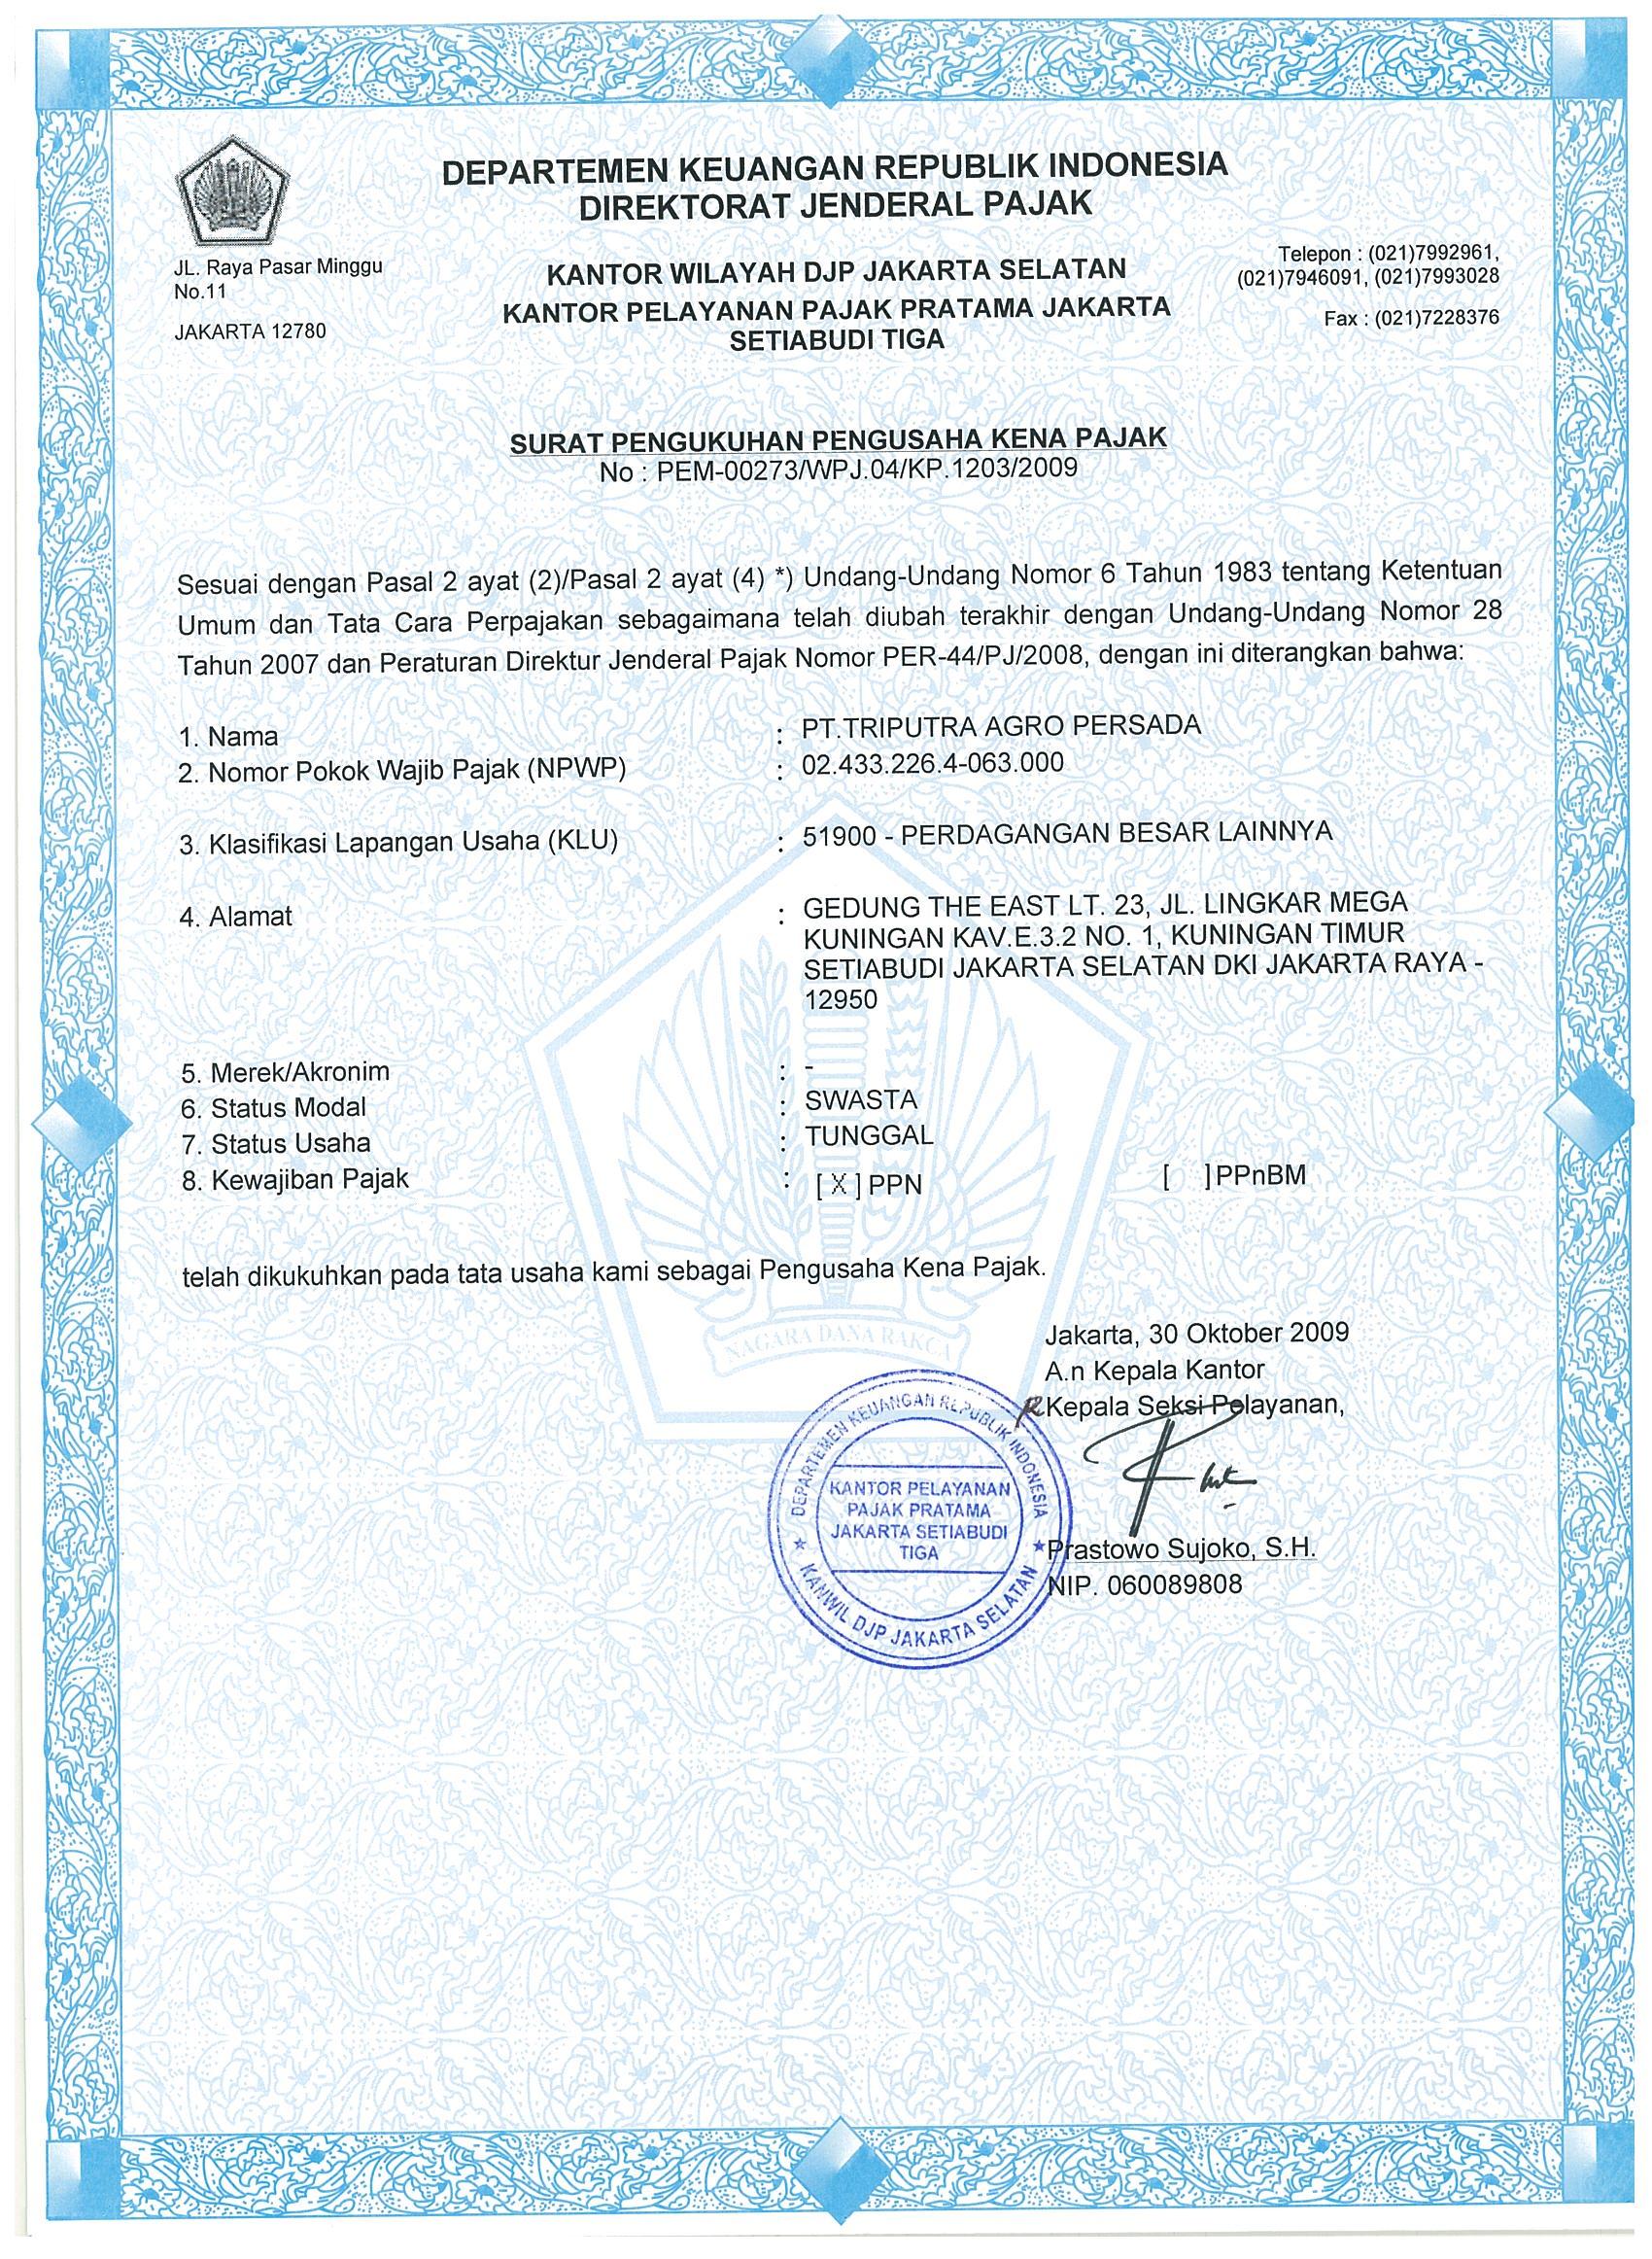 DEPARTEMEN KEUANGAN REPUBLIK INDONESIA
DIREKTORAT JENDERAL PAJAK
JL. Raya Pasar Minggu
No.11
JAKARTA 12780
KANTOR WILAYAH DJP JAKARTA SELATAN
KANTOR PELAYANAN PAJAK PRATAMA JAKARTA
SETIABUDI TIGA
Telepon : (021)7992961,
(021)7946091, (021)7993028
Fax : (021)7228376
SURAT PENGUKUHAN PENGUSAHA KENA PAJAK
No : PEM-00273/WPJ.04/KP.1203/2009
Sesuai dengan Pasal 2 ayat (2)/Pasal 2 ayat (4) *) Undang-Undang Nomor 6 Tahun 1983 tentang Ketentuan
Umum dan Tata Cara Perpajakan sebagaimana telah diubah terakhir dengan Undang-Undang Nomor 28
Tahun 2007 dan Peraturan Direktur Jenderal Pajak Nomor PER-44/PJ/2008, dengan ini diterangkan bahwa:
1. Nama : PT.TRIPUTRA AGRO PERSADA
2. Nomor Pokok Wajib Pajak (NPWP) : 02.433.226.4-063.000
3. Klasifikasi Lapangan Usaha (KLU) : 51900 - PERDAGANGAN BESAR LAINNYA
4. Alamat : GEDUNG THE EAST LT. 23, JL. LINGKAR MEGA
KUNINGAN KAV.E.3.2 NO. 1, KUNINGAN TIMUR
SETIABUDI JAKARTA SELATAN DKI JAKARTA RAYA -
12950
5. Merek/Akronim : -
6. Status Modal : SWASTA
7. Status Usaha : TUNGGAL
8. Kewajiban Pajak : [ X ] PPN [ ] PPnBM
telah dikukuhkan pada tata usaha kami sebagai Pengusaha Kena Pajak.
NAGARA DANA RAKCA
Jakarta, 30 Oktober 2009
A.n Kepala Kantor
Kepala Seksi Pelayanan,
DEPARTEMEN KEUANGAN REPUBLIK INDONESIA
KANTOR PELAYANAN
PAJAK PRATAMA
JAKARTA SETIABUDI
TIGA
KANWIL DJP JAKARTA SELATAN
Prastowo Sujoko, S.H.
NIP. 060089808